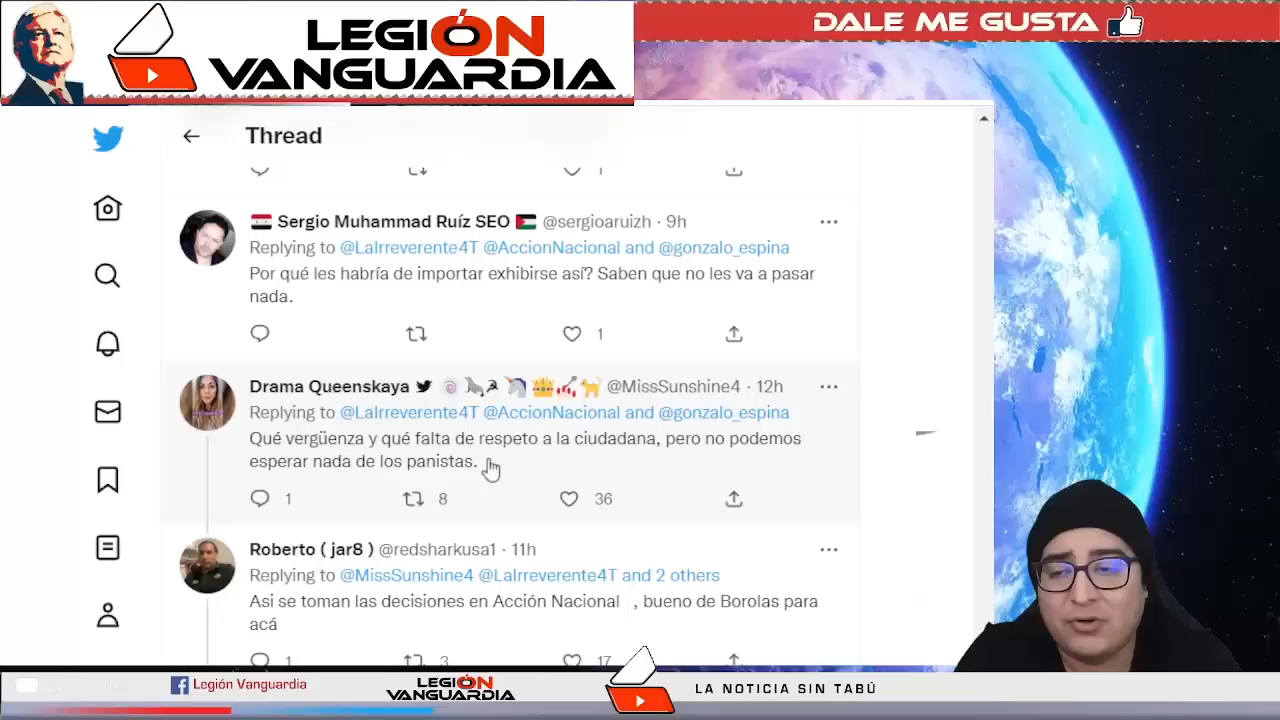 LEGIÓN
VANGUARDIA
DALE ME GUSTA
Thread
1
Sergio Muhammad Ruíz SEO @sergioaruizh · 9h
Replying to @LaIrreverente4T @AccionNacional and @gonzalo_espina
Por qué les habría de importar exhibirse así? Saben que no les va a pasar
nada.
1
Drama Queenskaya @MissSunshine4 · 12h
Replying to @LaIrreverente4T @AccionNacional and @gonzalo_espina
Qué vergüenza y qué falta de respeto a la ciudadana, pero no podemos
esperar nada de los panistas.
1 8 36
Roberto ( jar8 ) @redsharkusa1 · 11h
Replying to @MissSunshine4 @LaIrreverente4T and 2 others
Asi se toman las decisiones en Acción Nacional , bueno de Borolas para
acá
1 3 17
Legión Vanguardia
LEGIÓN
VANGUARDIA
LA NOTICIA SIN TABÚ